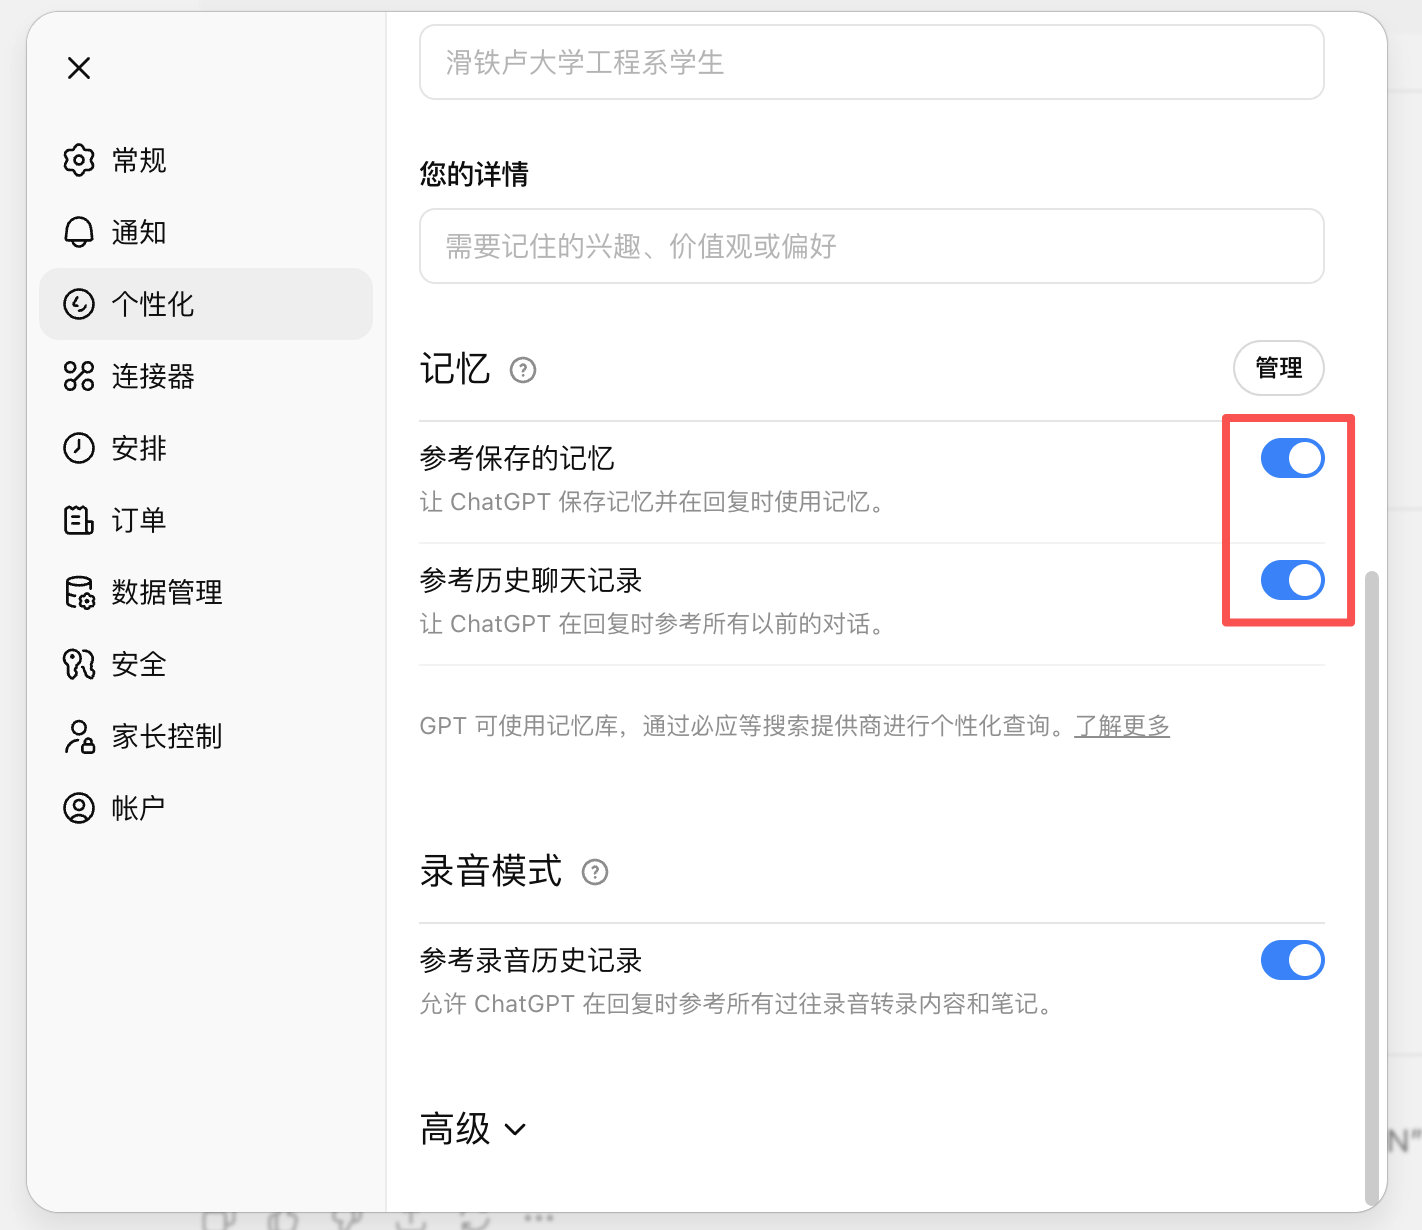 滑铁卢大学工程系学生
常规
通知
个性化
连接器
安排
订单
数据管理
安全
家长控制
帐户
您的详情
需要记住的兴趣、价值观或偏好
记忆
管理
参考保存的记忆
让 ChatGPT 保存记忆并在回复时使用记忆。
参考历史聊天记录
让 ChatGPT 在回复时参考所有以前的对话。
GPT 可使用记忆库，通过必应等搜索提供商进行个性化查询。了解更多
录音模式
参考录音历史记录
允许 ChatGPT 在回复时参考所有过往录音转录内容和笔记。
高级
N"